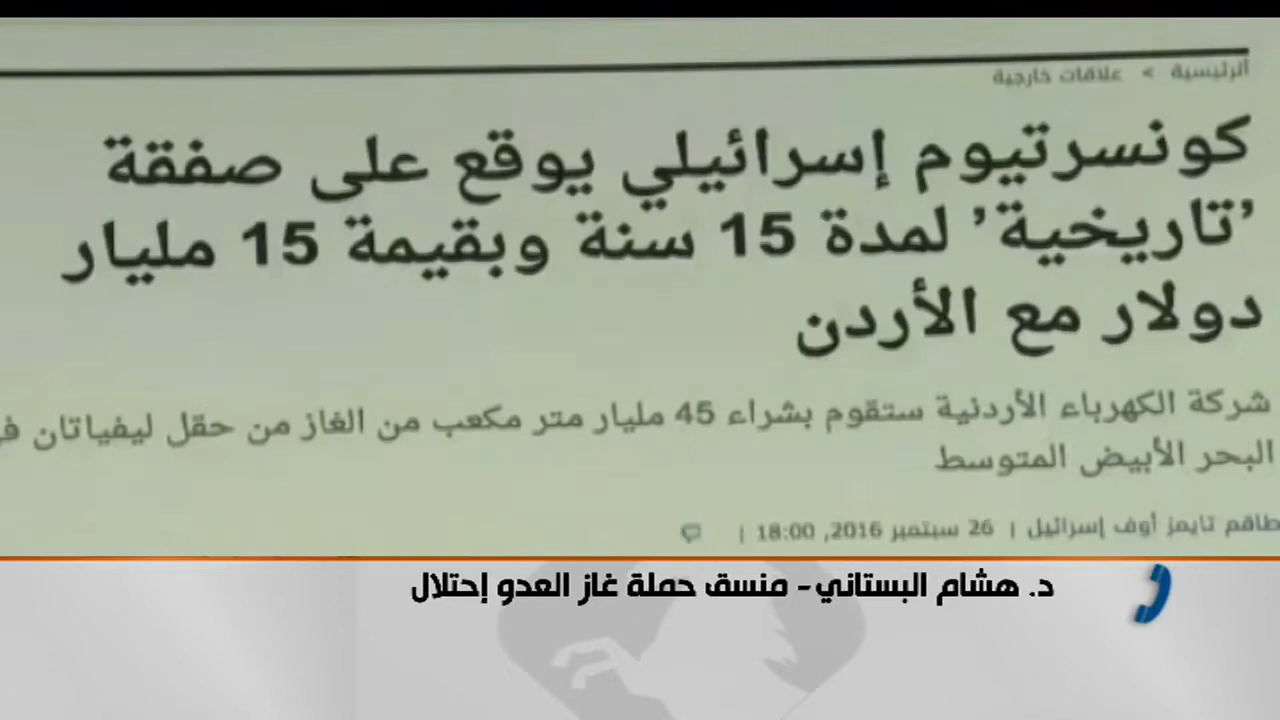 الرئيسية > علاقات خارجية
كونسرتيوم إسرائيلي يوقع على صفقة
’تاريخية’ لمدة 15 سنة وبقيمة 15 مليار
دولار مع الأردن
شركة الكهرباء الأردنية ستقوم بشراء 45 مليار متر مكعب من الغاز من حقل ليفياتان في
البحر الأبيض المتوسط
طاقم تايمز أوف إسرائيل | 26 سبتمبر 2016, 18:00 |
د. هشام البستاني - منسق حملة غاز العدو إحتلال